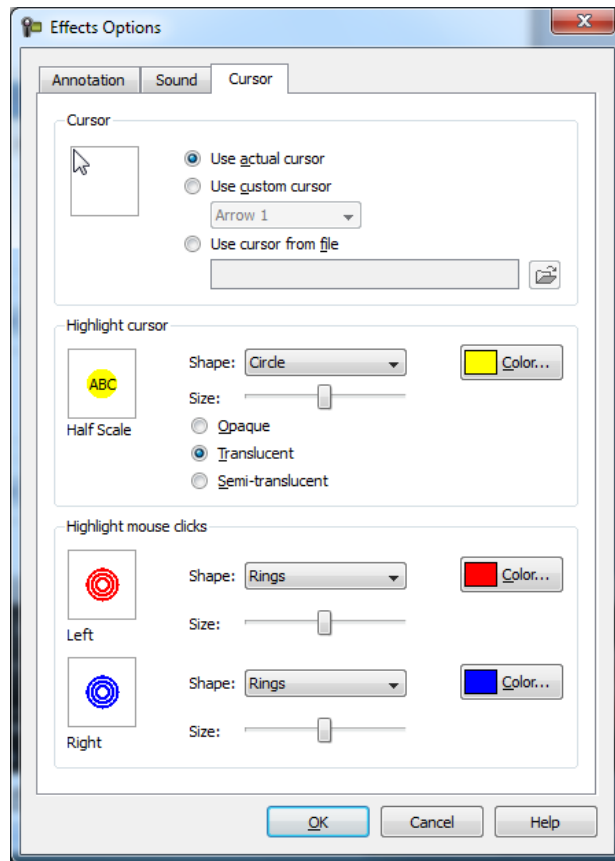 Effects Options
Annotation Sound Cursor
Cursor
Use actual cursor
Use custom cursor
Arrow 1
Use cursor from file
Highlight cursor
ABC
Half Scale
Shape: Circle Color...
Size:
Opaque
Translucent
Semi-translucent
Highlight mouse clicks
Shape: Rings Color...
Size:
Left
Shape: Rings Color...
Size:
Right
OK Cancel Help